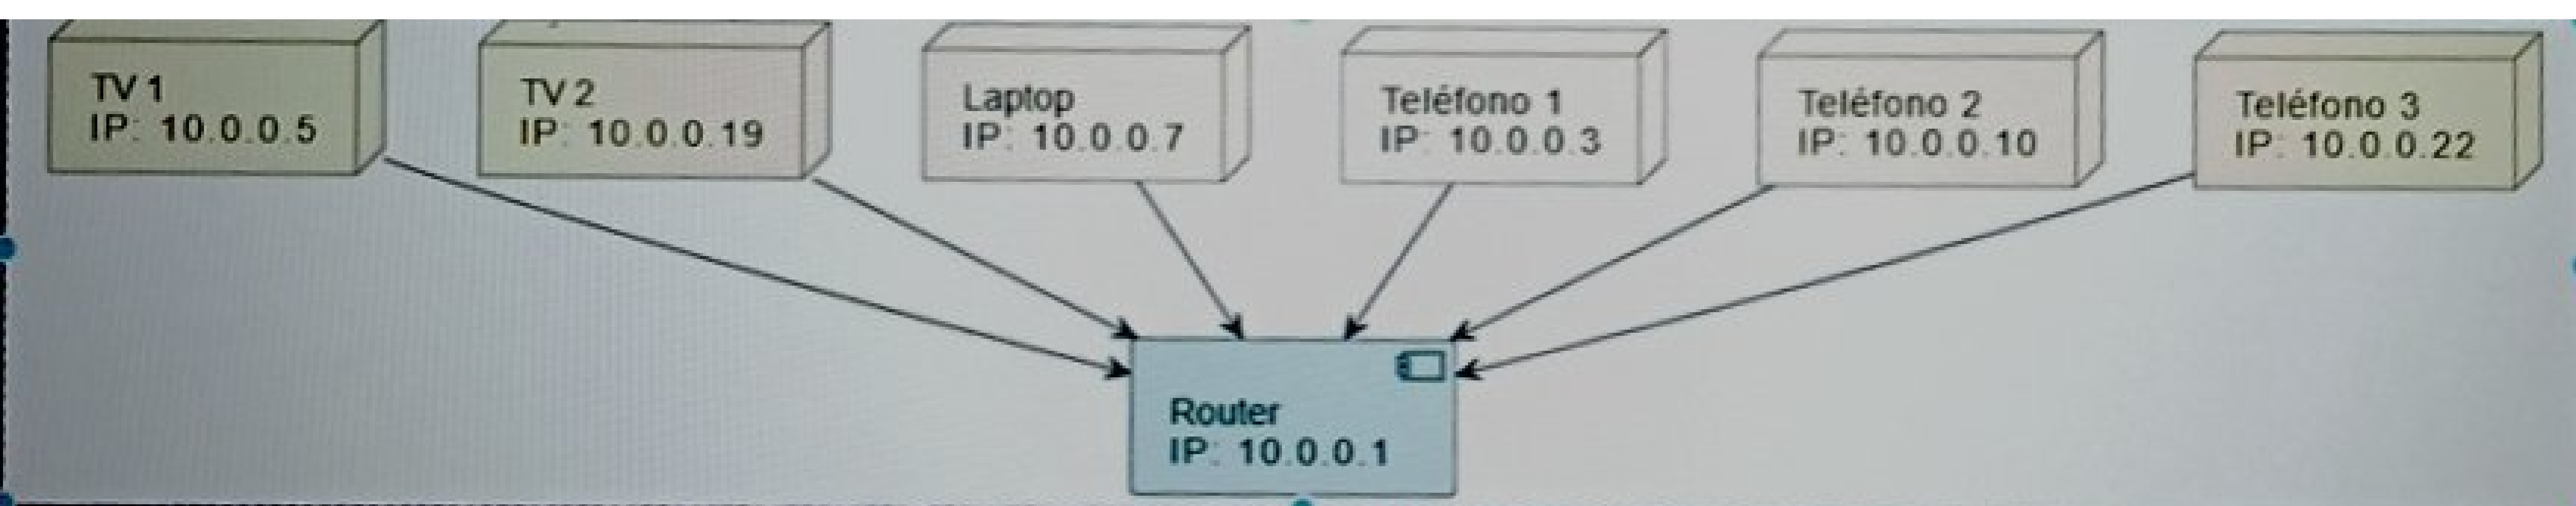 TV 1
IP: 10.0.0.5
TV 2
IP: 10.0.0.19
Laptop
IP: 10.0.0.7
Teléfono 1
IP: 10.0.0.3
Teléfono 2
IP: 10.0.0.10
Teléfono 3
IP: 10.0.0.22
Router
IP: 10.0.0.1